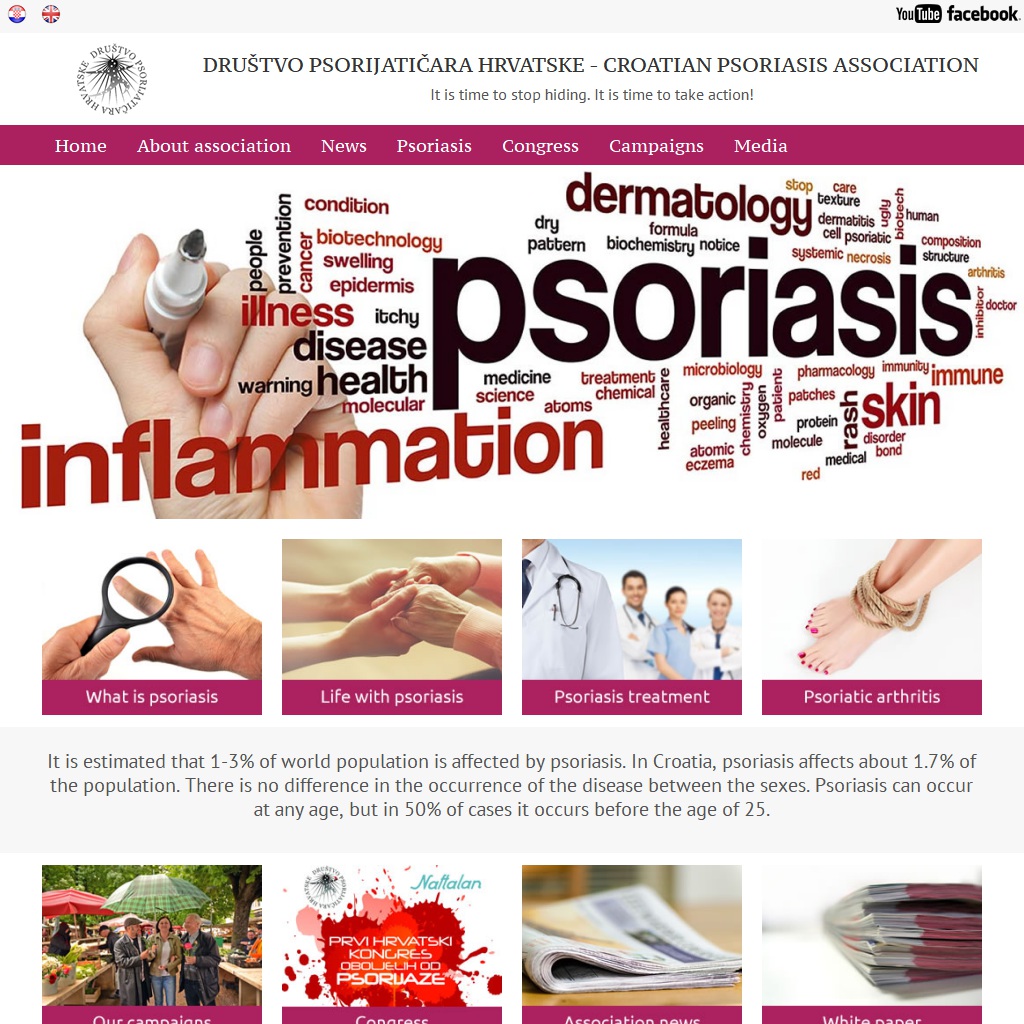 YouTube facebook.
DRUŠTVO PSORIJATIČARA HRVATSKE
DRUŠTVO PSORIJATIČARA HRVATSKE - CROATIAN PSORIASIS ASSOCIATION
It is time to stop hiding. It is time to take action!
Home About association News Psoriasis Congress Campaigns Media
people
prevention
condition
cancer
biotechnology
swelling
epidermis
illness
itchy
disease
warning
health
molecular
inflammation
dermatology
stop
care
texture
ugly
biotech
human
dry
pattern
formula
biochemistry
notice
dermatitis
cell
psoriatic
systemic
necrosis
composition
structure
arthritis
inhibitor
doctor
psoriasis
medicine
science
atoms
treatment
chemical
healthcare
microbiology
organic
peeling
atomic
eczema
chemistry
oxygen
patient
pharmacology
patches
protein
molecule
medical
red
rash
immunity
immune
skin
disorder
bond
What is psoriasis
Life with psoriasis
Psoriasis treatment
Psoriatic arthritis
It is estimated that 1-3% of world population is affected by psoriasis. In Croatia, psoriasis affects about 1.7% of
the population. There is no difference in the occurrence of the disease between the sexes. Psoriasis can occur
at any age, but in 50% of cases it occurs before the age of 25.
DRUŠTVO PSORIJATIČARA HRVATSKE
Naftalan
PRVI HRVATSKI
KONGRES
OBOLJELIH OD
PSORIJAZE
Our campaigns
Congress
Association news
White paper